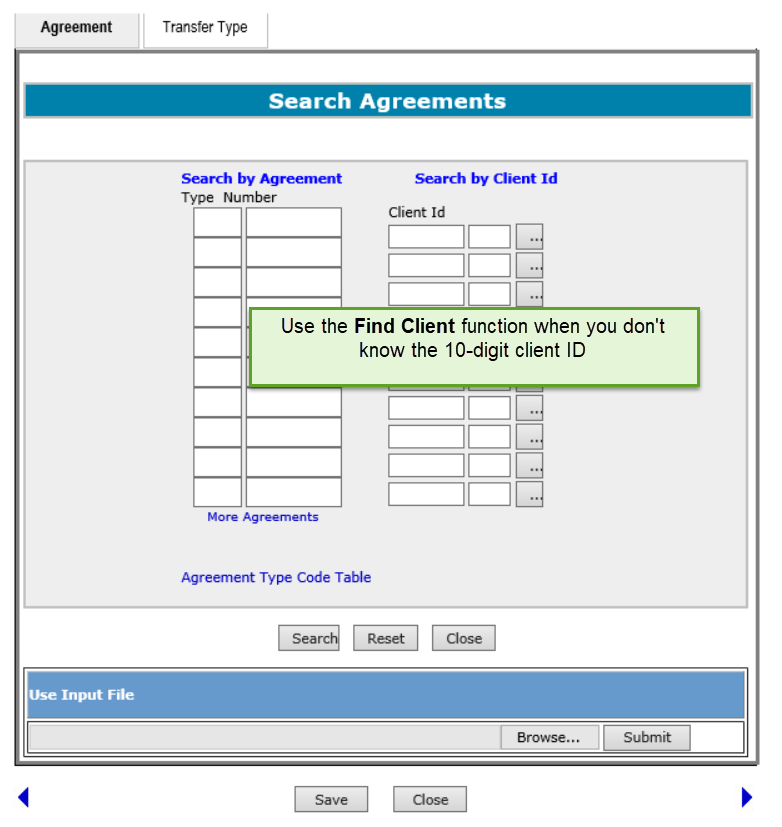 Agreement
Transfer Type
Search Agreements
Search by Agreement
Search by Client Id
Type Number
Client Id
...
...
...
Use the Find Client function when you don't
know the 10-digit client ID
...
...
...
...
More Agreements
Agreement Type Code Table
Search
Reset
Close
Use Input File
Browse...
Submit
Save
Close